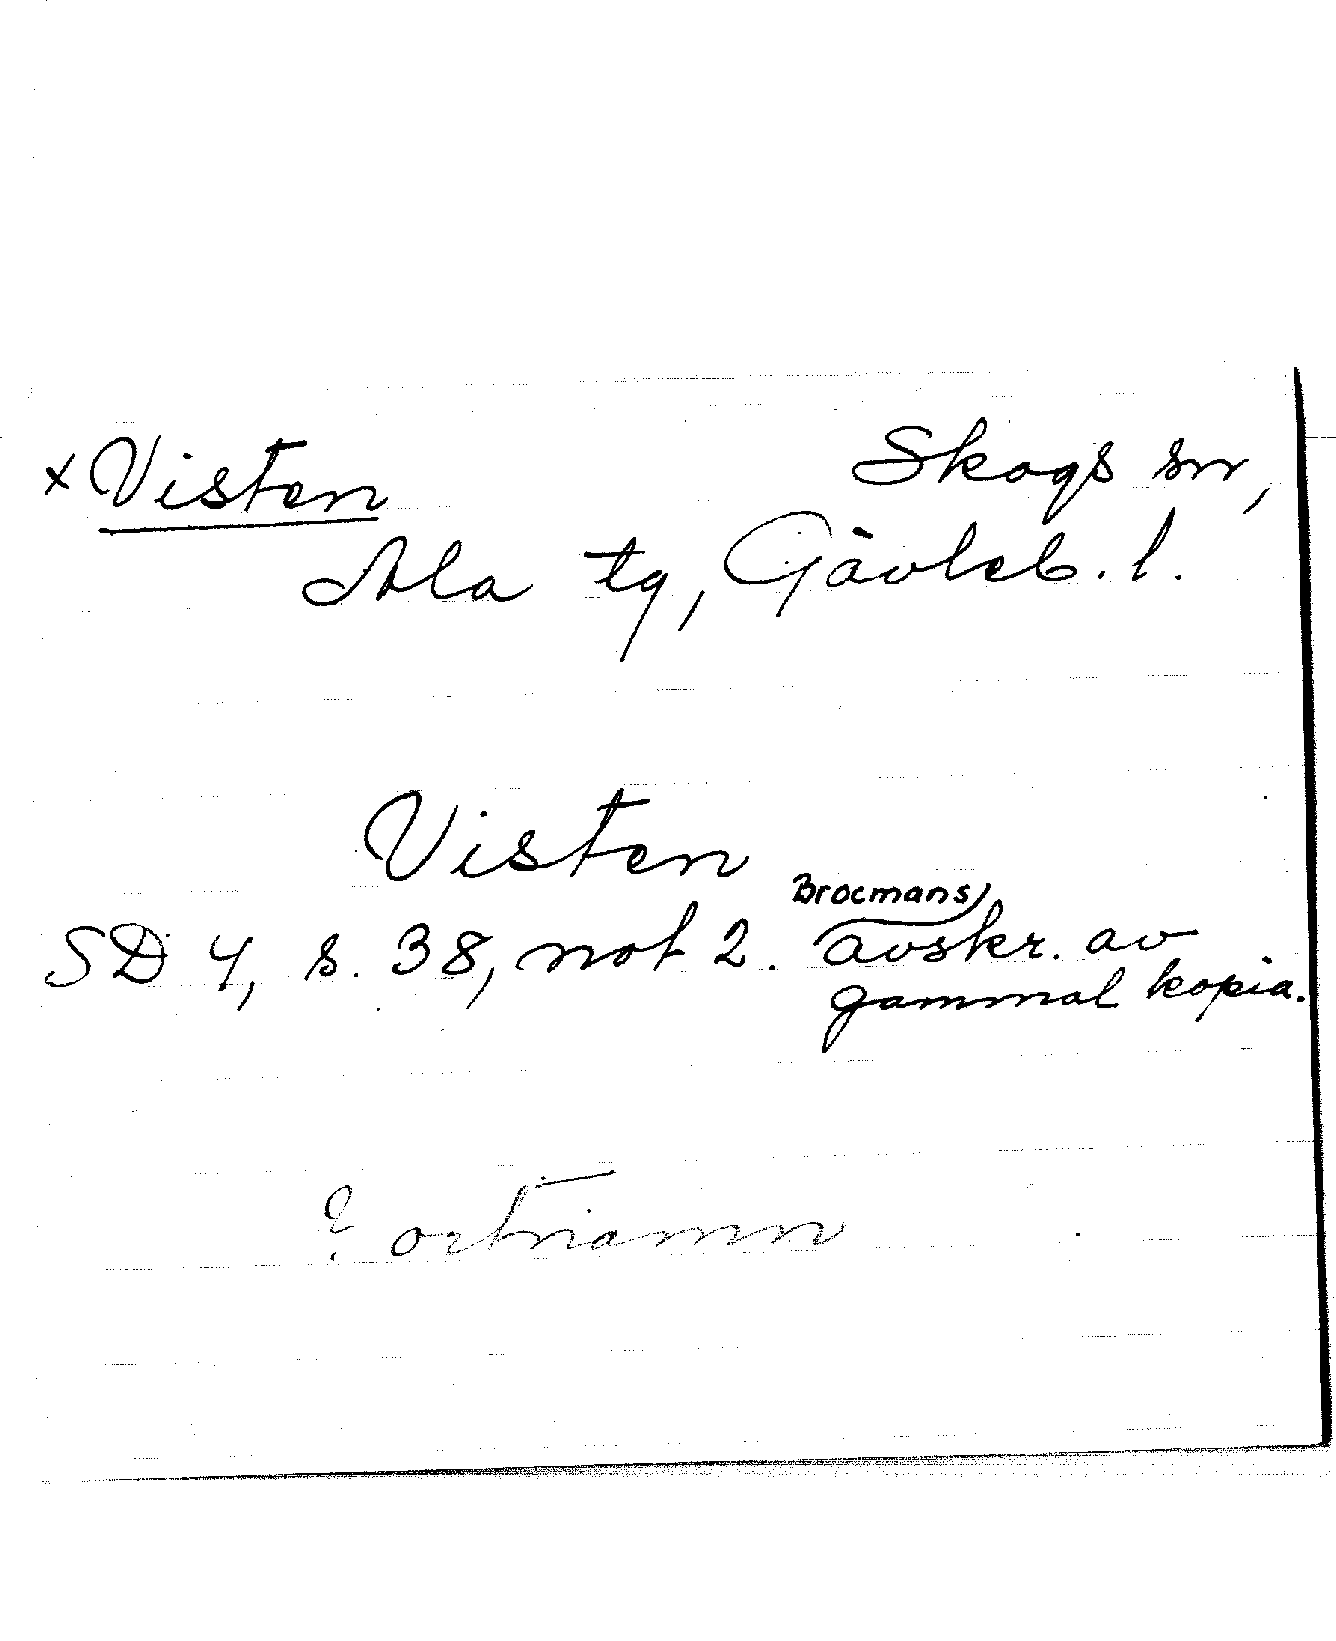 x Visten Skogs sn,
Ala tg, Gävleb. l.
Visten
Brocmans
SD 4, s. 38, not 2. avskr. av
gammal kopia.
? ortnamn